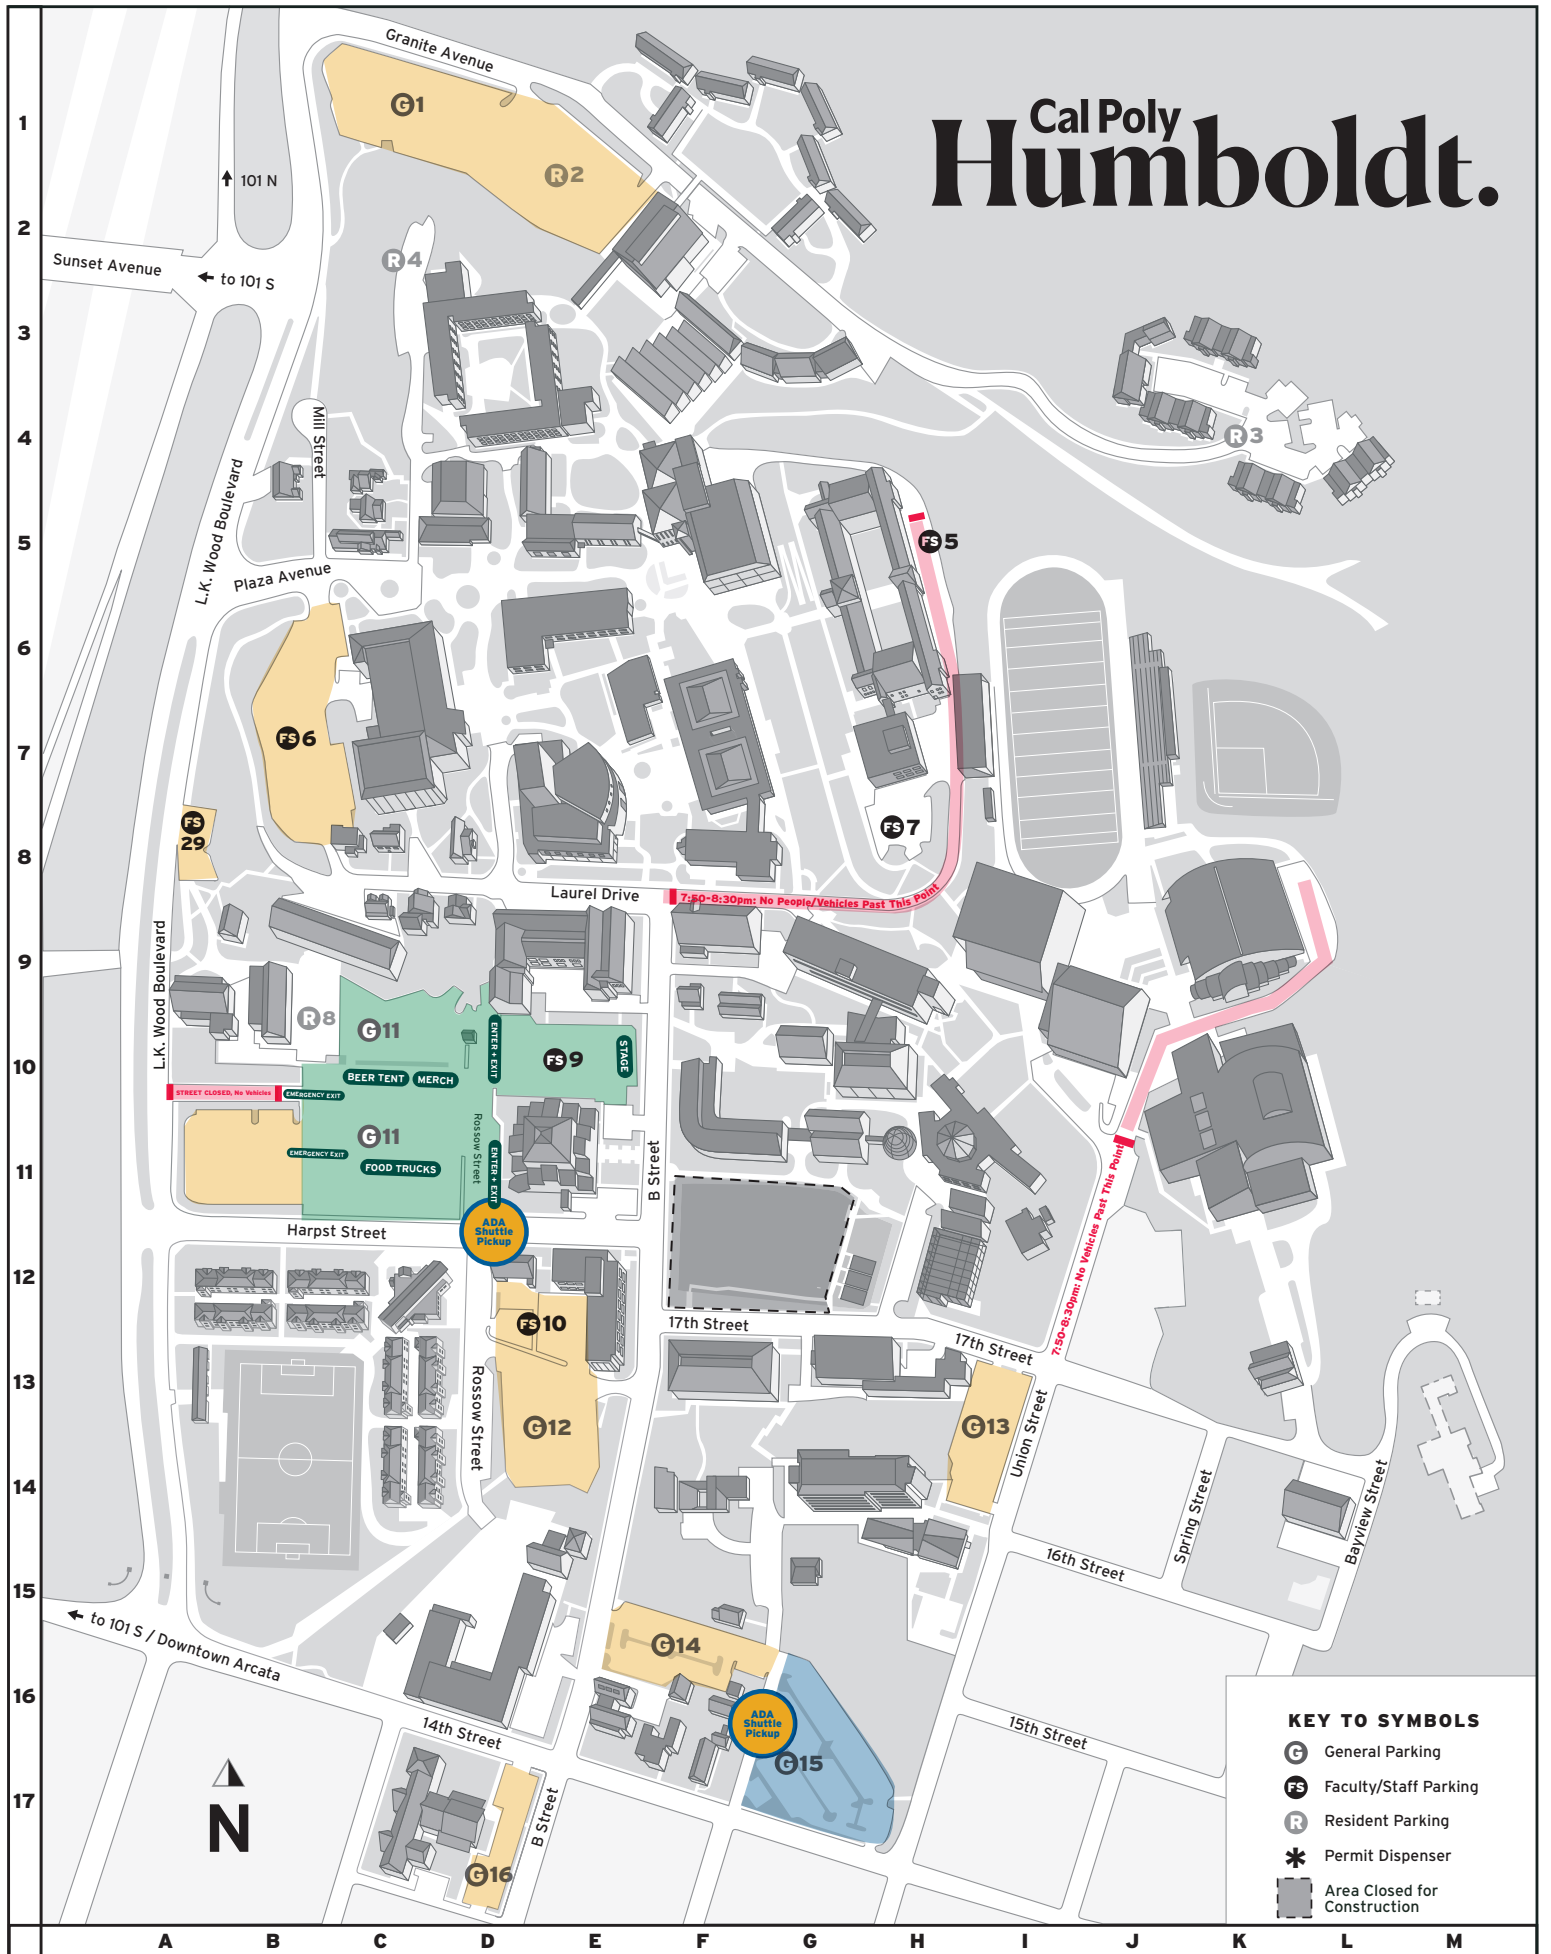 Granite Avenue
G1
R2
Cal Poly
Humboldt.
1
101 N
2
Sunset Avenue
to 101 S
R4
3
Mill Street
4
R3
L.K. Wood Boulevard
5
FS5
Plaza Avenue
6
FS6
7
FS
29
FS7
8
Laurel Drive
7:50-8:30pm: No People/Vehicles Past This Point
L.K. Wood Boulevard
9
R8
G11
ENTER + EXIT
FS9
STAGE
10
BEER TENT
MERCH
STREET CLOSED, No Vehicles
EMERGENCY EXIT
G11
Rossow Street
EMERGENCY EXIT
FOOD TRUCKS
ENTER + EXIT
B Street
11
7:50-8:30pm: No Vehicles Past This Point
Harpst Street
ADA
Shuttle
Pickup
12
FS10
17th Street
17th Street
13
Rossow Street
G12
G13
Union Street
14
Spring Street
Bayview Street
16th Street
15
to 101 S / Downtown Arcata
G14
16
14th Street
ADA
Shuttle
Pickup
G15
15th Street
17
N
B Street
G16
KEY TO SYMBOLS
G General Parking
FS Faculty/Staff Parking
R Resident Parking
* Permit Dispenser
Area Closed for
Construction
A B C D E F G H I J K L M